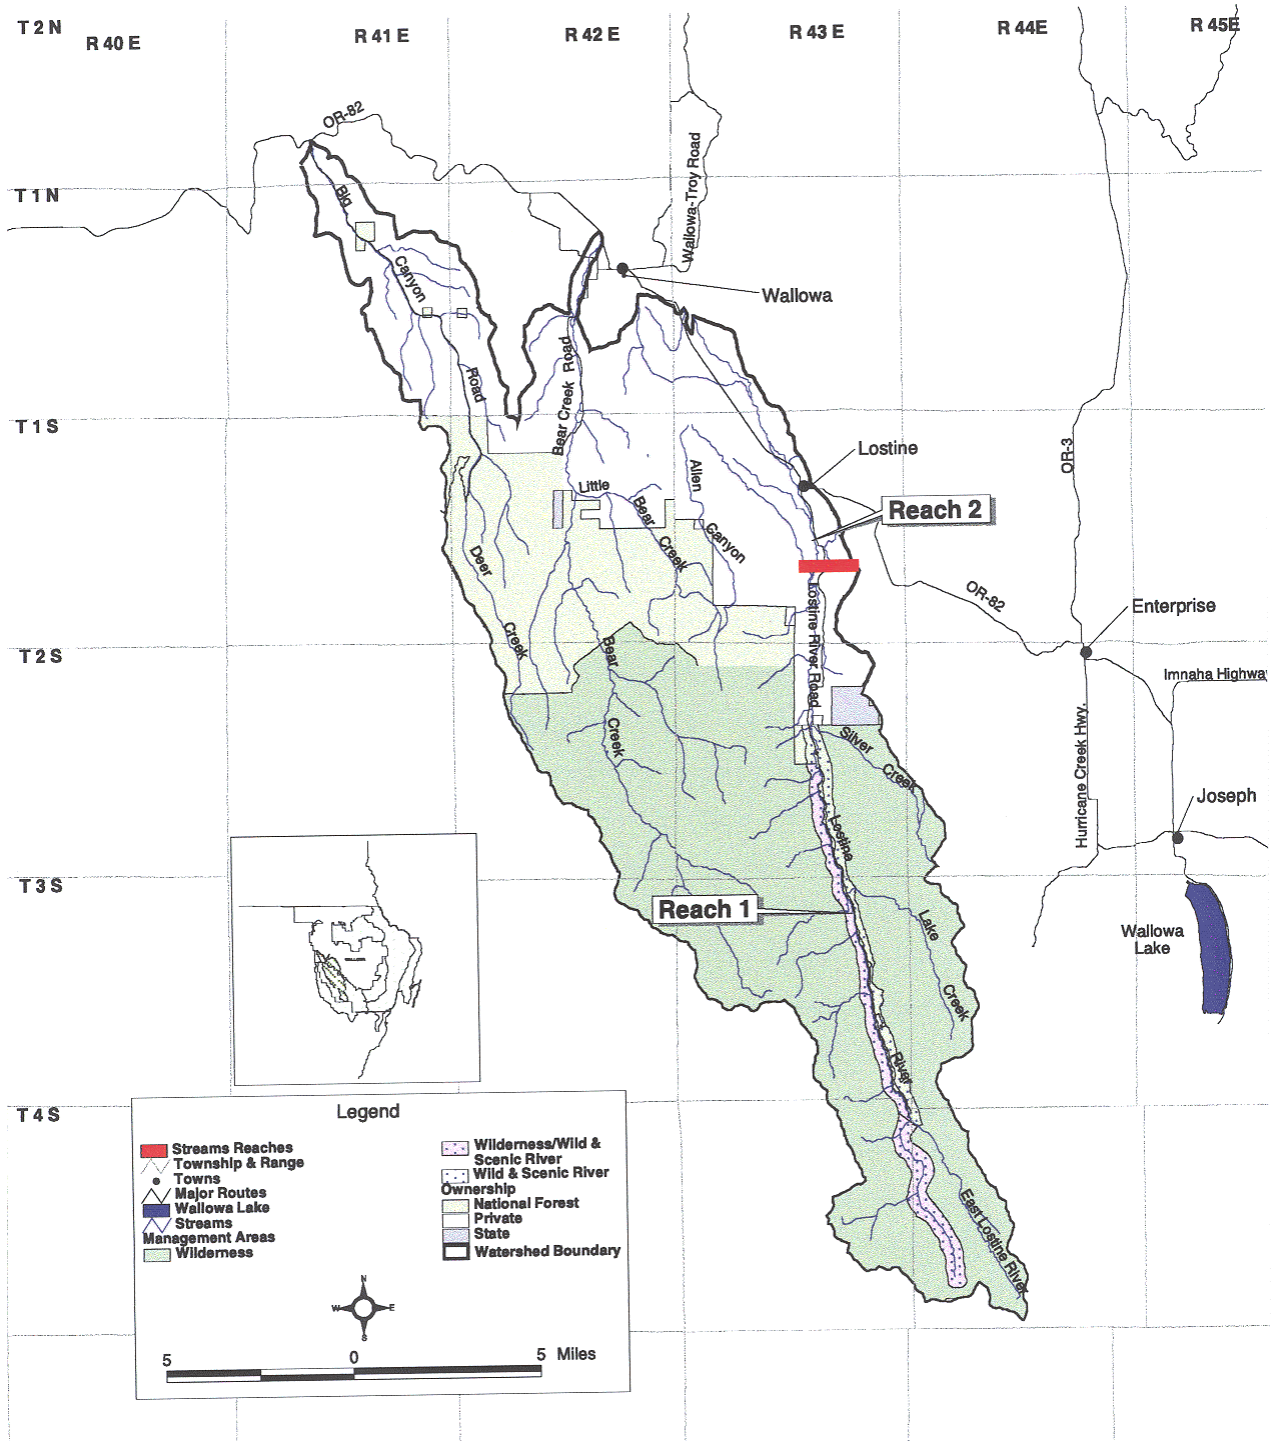 T 2 N
R 40 E
R 41 E
R 42 E
R 43 E
R 44E
R 45E
OR-82
Wallowa-Troy Road
T 1 N
Big
Canyon
Road
Wallowa
Bear Creek Road
T 1 S
Lostine
OR-3
Allen
Canyon
Little
Bear
Creek
Reach 2
Deer
Creek
OR-82
Enterprise
Lostine River Road
T 2 S
Bear
Creek
Imnaha Highwa
Silver
Creek
Hurricane Creek Hwy.
Joseph
Lostine
River
T 3 S
Reach 1
Lake
Creek
Wallowa
Lake
T 4 S
East Lostine River
Legend
Streams Reaches
Township & Range
Towns
Major Routes
Wallowa Lake
Streams
Management Areas
Wilderness
Wilderness/Wild &
Scenic River
Wild & Scenic River
Ownership
National Forest
Private
State
Watershed Boundary
N
W E
S
5 0 5 Miles